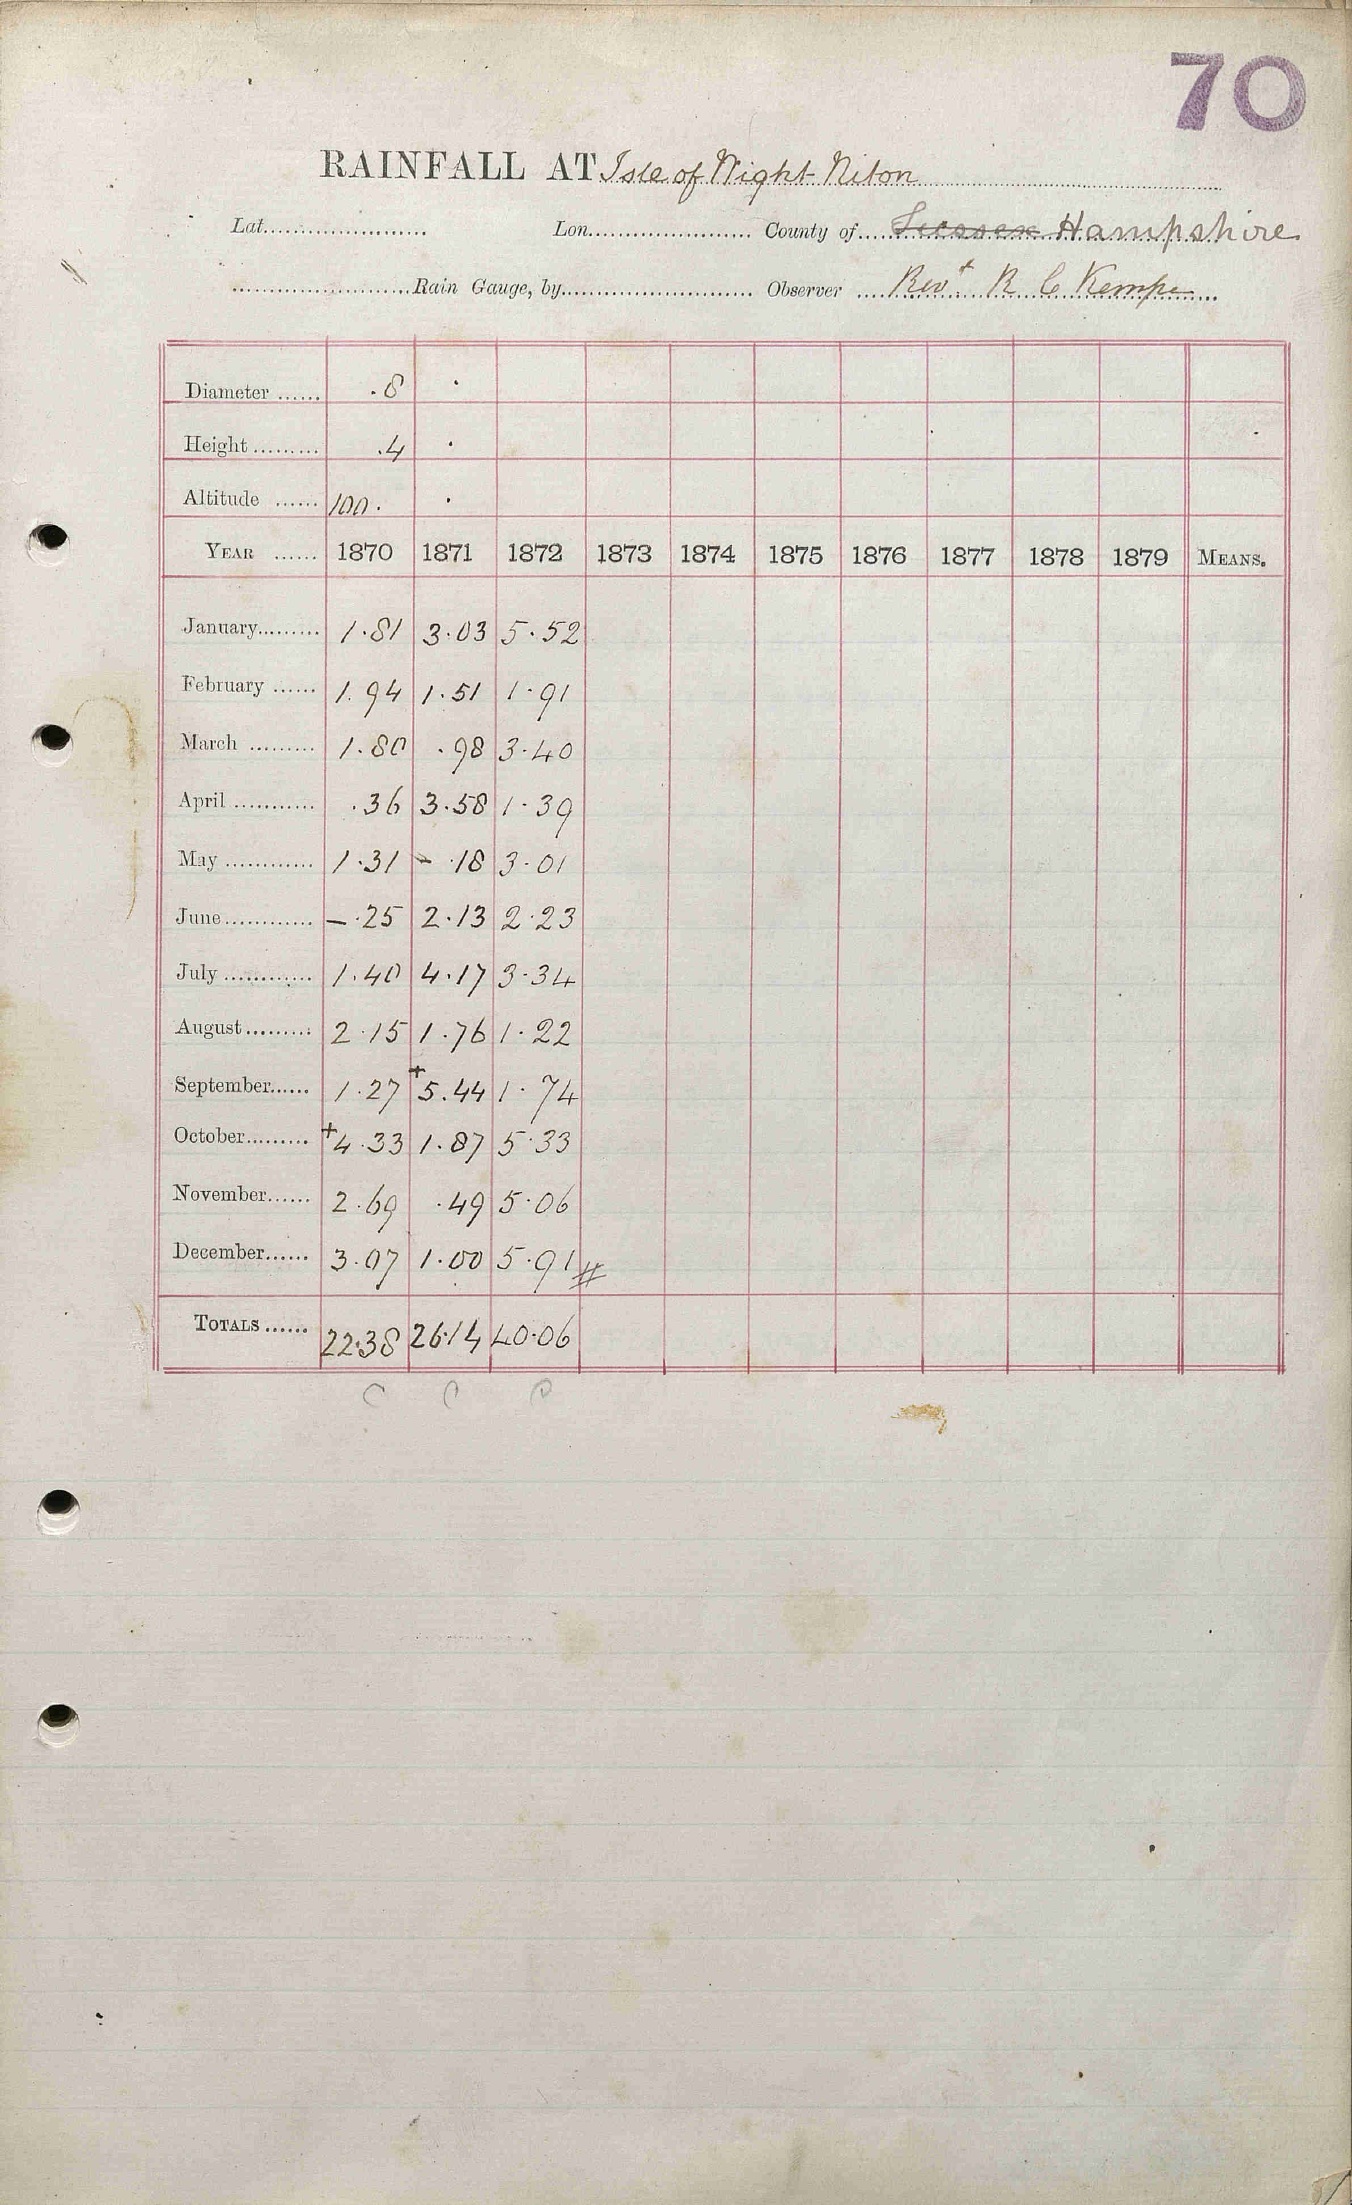 70
RAINFALL AT Isle of Wight Niton
Lat. Lon. County of Sussex Hampshire
Rain Gauge, by Observer Rev.d R C Kempe
Diameter ...... .8 .
Height ......... .4 .
Altitude ...... 100. .
YEAR ...... 1870 1871 1872 1873 1874 1875 1876 1877 1878 1879 MEANS.
January......... 1.81 3.03 5.52
February ...... 1.94 1.51 1.91
March ......... 1.80 .98 3.40
April ........... .36 3.58 1.39
May ............ 1.31 - .18 3.01
June............ - .25 2.13 2.23
July ............ 1.40 4.17 3.34
August......... 2.15 1.76 1.22
September...... 1.27 +5.44 1.74
October......... +4.33 1.87 5.33
November...... 2.69 .49 5.06
December...... 3.07 1.00 5.91 #
TOTALS ...... 22.38 26.14 40.06
C C